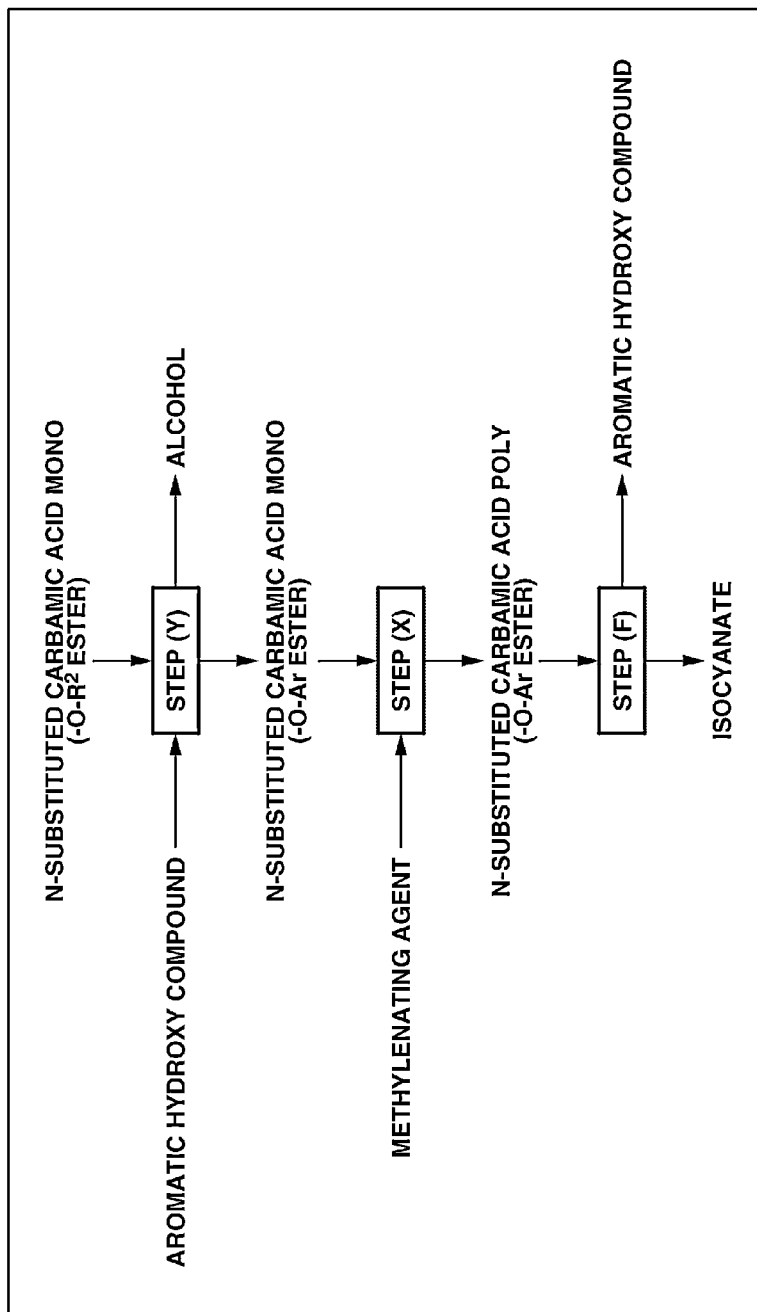 N-SUBSTITUTED CARBAMIC ACID MONO
(-O-R² ESTER)
AROMATIC HYDROXY COMPOUND
STEP (Y)
ALCOHOL
N-SUBSTITUTED CARBAMIC ACID MONO
(-O-Ar ESTER)
METHYLENATING AGENT
STEP (X)
N-SUBSTITUTED CARBAMIC ACID POLY
(-O-Ar ESTER)
STEP (F)
AROMATIC HYDROXY COMPOUND
ISOCYANATE